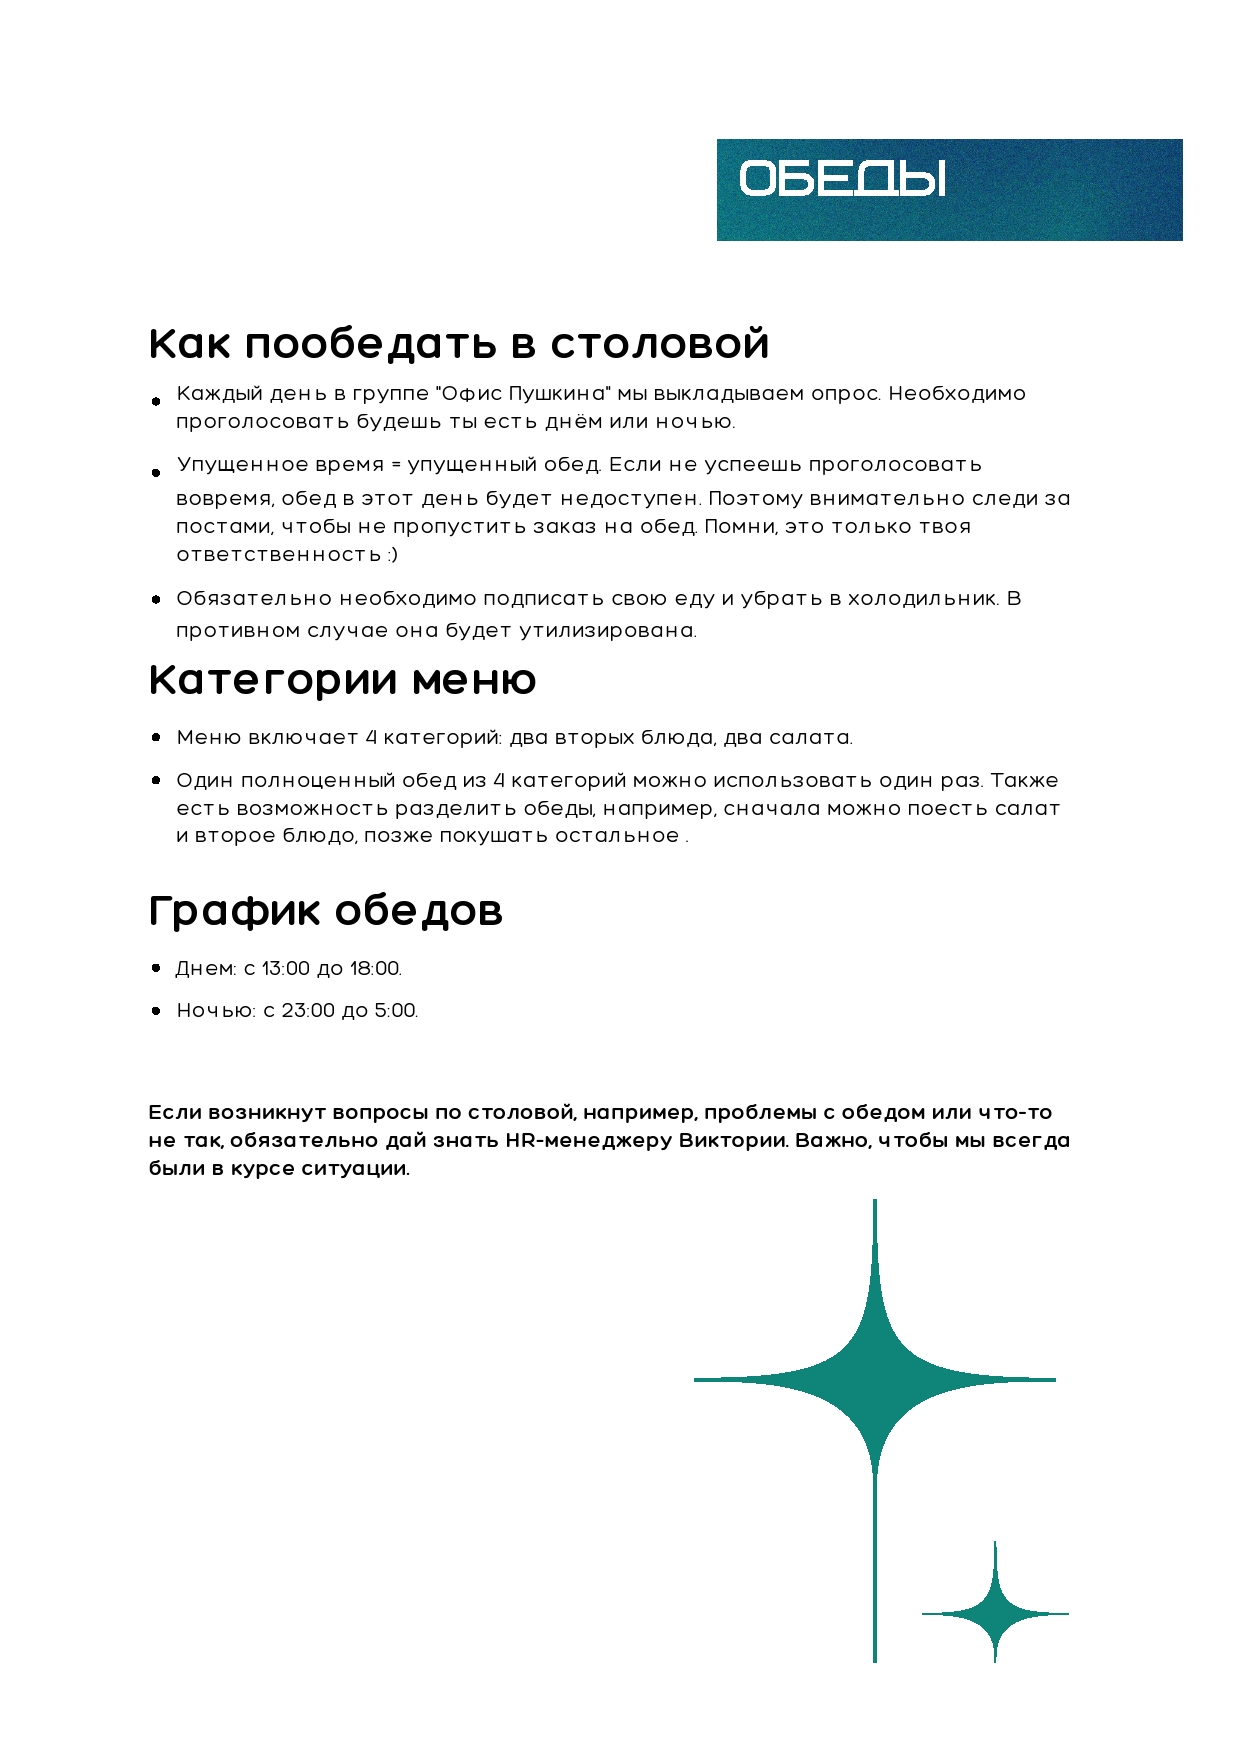 ОБЕДЫ
Как пообедать в столовой
• Каждый день в группе "Офис Пушкина" мы выкладываем опрос. Необходимо
проголосовать будешь ты есть днём или ночью.
• Упущенное время = упущенный обед. Если не успеешь проголосовать
вовремя, обед в этот день будет недоступен. Поэтому внимательно следи за
постами, чтобы не пропустить заказ на обед. Помни, это только твоя
ответственность :)
• Обязательно необходимо подписать свою еду и убрать в холодильник. В
противном случае она будет утилизирована.
Категории меню
• Меню включает 4 категорий: два вторых блюда, два салата.
• Один полноценный обед из 4 категорий можно использовать один раз. Также
есть возможность разделить обеды, например, сначала можно поесть салат
и второе блюдо, позже покушать остальное .
График обедов
• Днем: с 13:00 до 18:00.
• Ночью: с 23:00 до 5:00.
Если возникнут вопросы по столовой, например, проблемы с обедом или что-то
не так, обязательно дай знать HR-менеджеру Виктории. Важно, чтобы мы всегда
были в курсе ситуации.